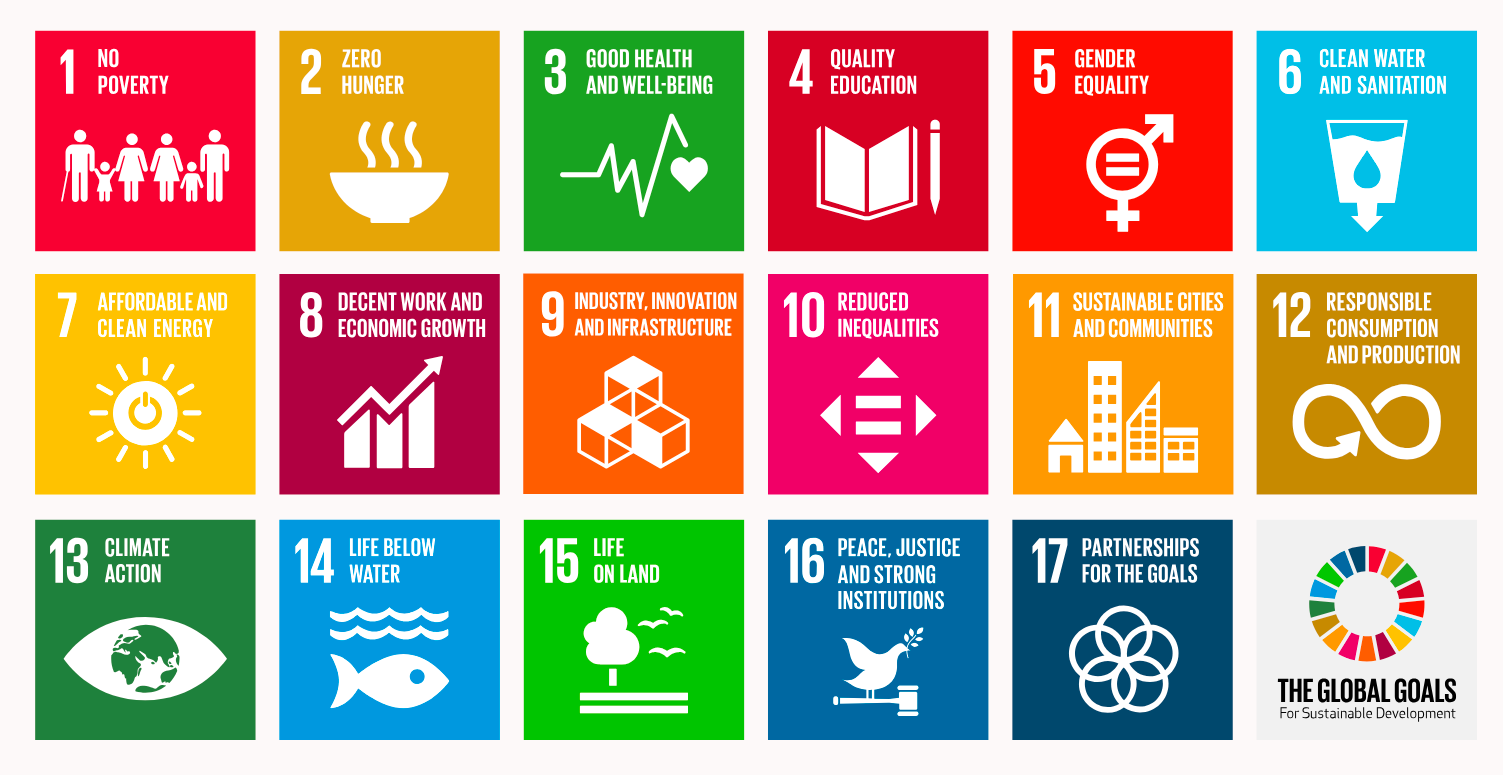 1 NO
POVERTY
2 ZERO
HUNGER
3 GOOD HEALTH
AND WELL-BEING
4 QUALITY
EDUCATION
5 GENDER
EQUALITY
6 CLEAN WATER
AND SANITATION
7 AFFORDABLE AND
CLEAN ENERGY
8 DECENT WORK AND
ECONOMIC GROWTH
9 INDUSTRY, INNOVATION
AND INFRASTRUCTURE
10 REDUCED
INEQUALITIES
11 SUSTAINABLE CITIES
AND COMMUNITIES
12 RESPONSIBLE
CONSUMPTION
AND PRODUCTION
13 CLIMATE
ACTION
14 LIFE BELOW
WATER
15 LIFE
ON LAND
16 PEACE, JUSTICE
AND STRONG
INSTITUTIONS
17 PARTNERSHIPS
FOR THE GOALS
THE GLOBAL GOALS
For Sustainable Development